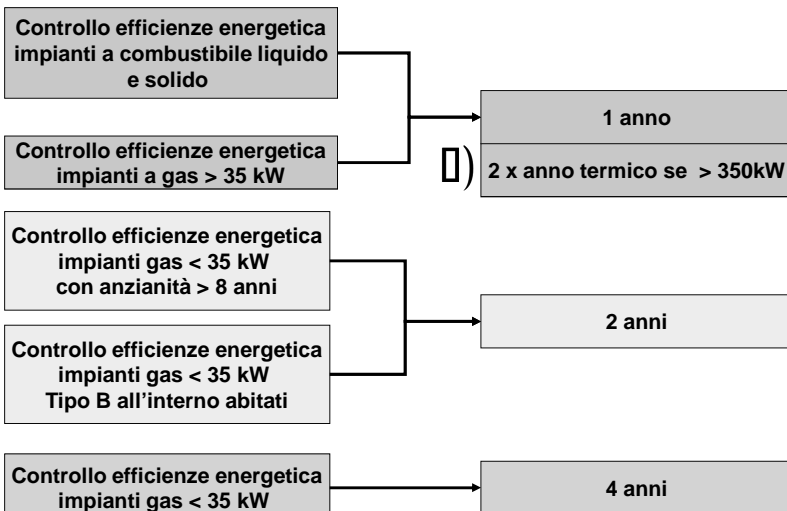 Controllo efficienze energetica
impianti a combustibile liquido
e solido
1 anno
Controllo efficienze energetica
impianti a gas > 35 kW
) 2 x anno termico se > 350kW
Controllo efficienze energetica
impianti gas < 35 kW
con anzianità > 8 anni
2 anni
Controllo efficienze energetica
impianti gas < 35 kW
Tipo B all'interno abitati
Controllo efficienze energetica
impianti gas < 35 kW
4 anni